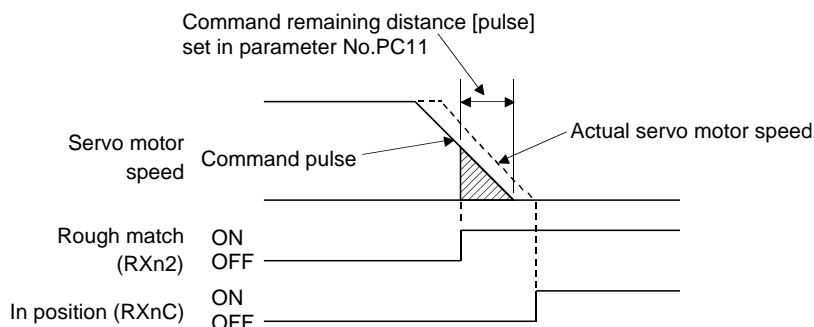 Command remaining distance [pulse]
set in parameter No.PC11
Actual servo motor speed
Servo motor
speed
Command pulse
Rough match
(RXn2)
ON
OFF
In position (RXnC)
ON
OFF